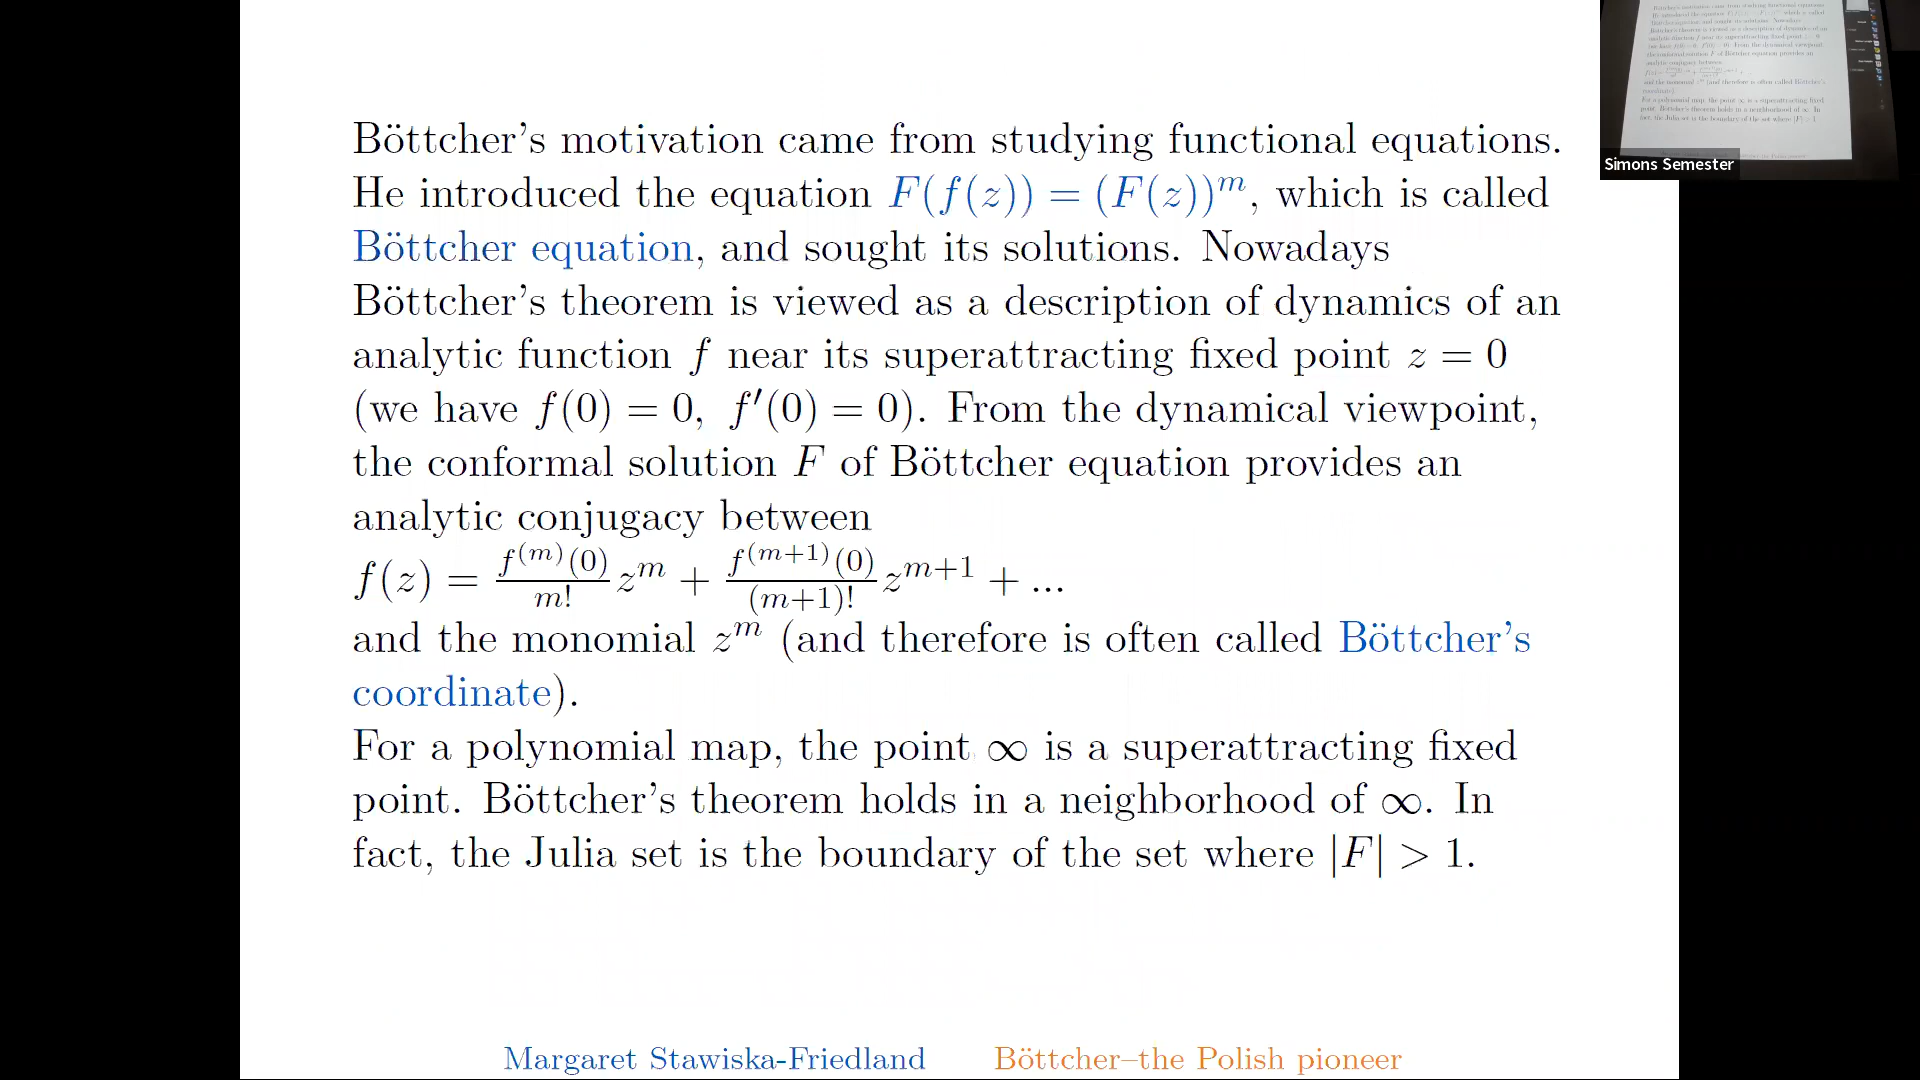 Böttcher's motivation came from studying functional equations.
He introduced the equation F(f(z)) = (F(z))^m, which is called
Böttcher equation, and sought its solutions. Nowadays
Böttcher's theorem is viewed as a description of dynamics of an
analytic function f near its superattracting fixed point z = 0
(we have f(0) = 0, f′(0) = 0). From the dynamical viewpoint,
the conformal solution F of Böttcher equation provides an
analytic conjugacy between
f(z) = \frac{f^{(m)}(0)}{m!} z^m + \frac{f^{(m+1)}(0)}{(m+1)!} z^{m+1} + ...
and the monomial z^m (and therefore is often called Böttcher's
coordinate).
For a polynomial map, the point ∞ is a superattracting fixed
point. Böttcher's theorem holds in a neighborhood of ∞. In
fact, the Julia set is the boundary of the set where |F| > 1.
Margaret Stawiska-Friedland Böttcher–the Polish pioneer
Simons Semester